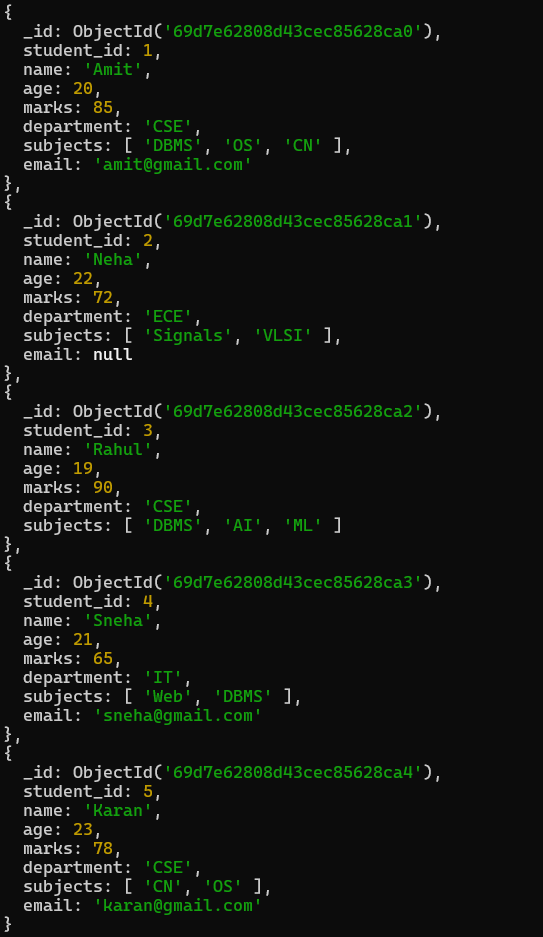 {
  _id: ObjectId('69d7e62808d43cec85628ca0'),
  student_id: 1,
  name: 'Amit',
  age: 20,
  marks: 85,
  department: 'CSE',
  subjects: [ 'DBMS', 'OS', 'CN' ],
  email: 'amit@gmail.com'
},
{
  _id: ObjectId('69d7e62808d43cec85628ca1'),
  student_id: 2,
  name: 'Neha',
  age: 22,
  marks: 72,
  department: 'ECE',
  subjects: [ 'Signals', 'VLSI' ],
  email: null
},
{
  _id: ObjectId('69d7e62808d43cec85628ca2'),
  student_id: 3,
  name: 'Rahul',
  age: 19,
  marks: 90,
  department: 'CSE',
  subjects: [ 'DBMS', 'AI', 'ML' ]
},
{
  _id: ObjectId('69d7e62808d43cec85628ca3'),
  student_id: 4,
  name: 'Sneha',
  age: 21,
  marks: 65,
  department: 'IT',
  subjects: [ 'Web', 'DBMS' ],
  email: 'sneha@gmail.com'
},
{
  _id: ObjectId('69d7e62808d43cec85628ca4'),
  student_id: 5,
  name: 'Karan',
  age: 23,
  marks: 78,
  department: 'CSE',
  subjects: [ 'CN', 'OS' ],
  email: 'karan@gmail.com'
}